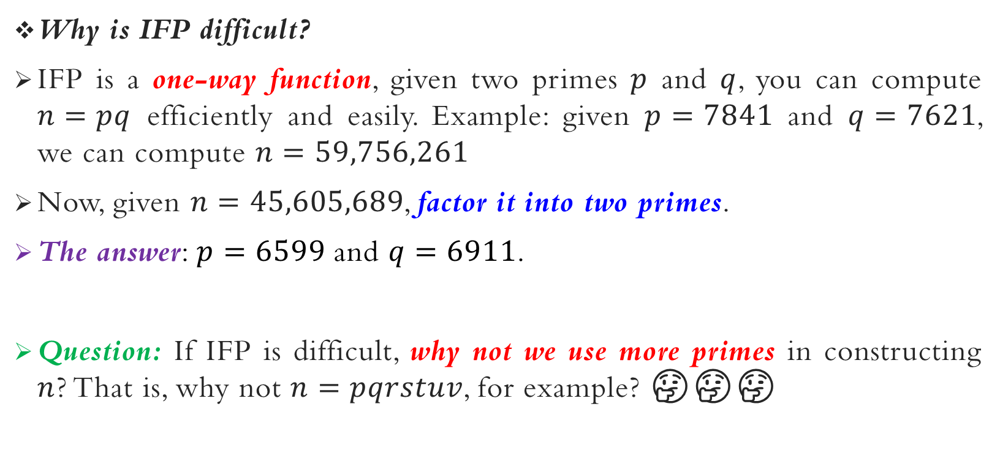 ❖ Why is IFP difficult?
➢ IFP is a one-way function, given two primes p and q, you can compute
n = pq efficiently and easily. Example: given p = 7841 and q = 7621,
we can compute n = 59,756,261
➢ Now, given n = 45,605,689, factor it into two primes.
➢ The answer: p = 6599 and q = 6911.
➢ Question: If IFP is difficult, why not we use more primes in constructing
n? That is, why not n = pqrstuv, for example? 🤔🤔🤔